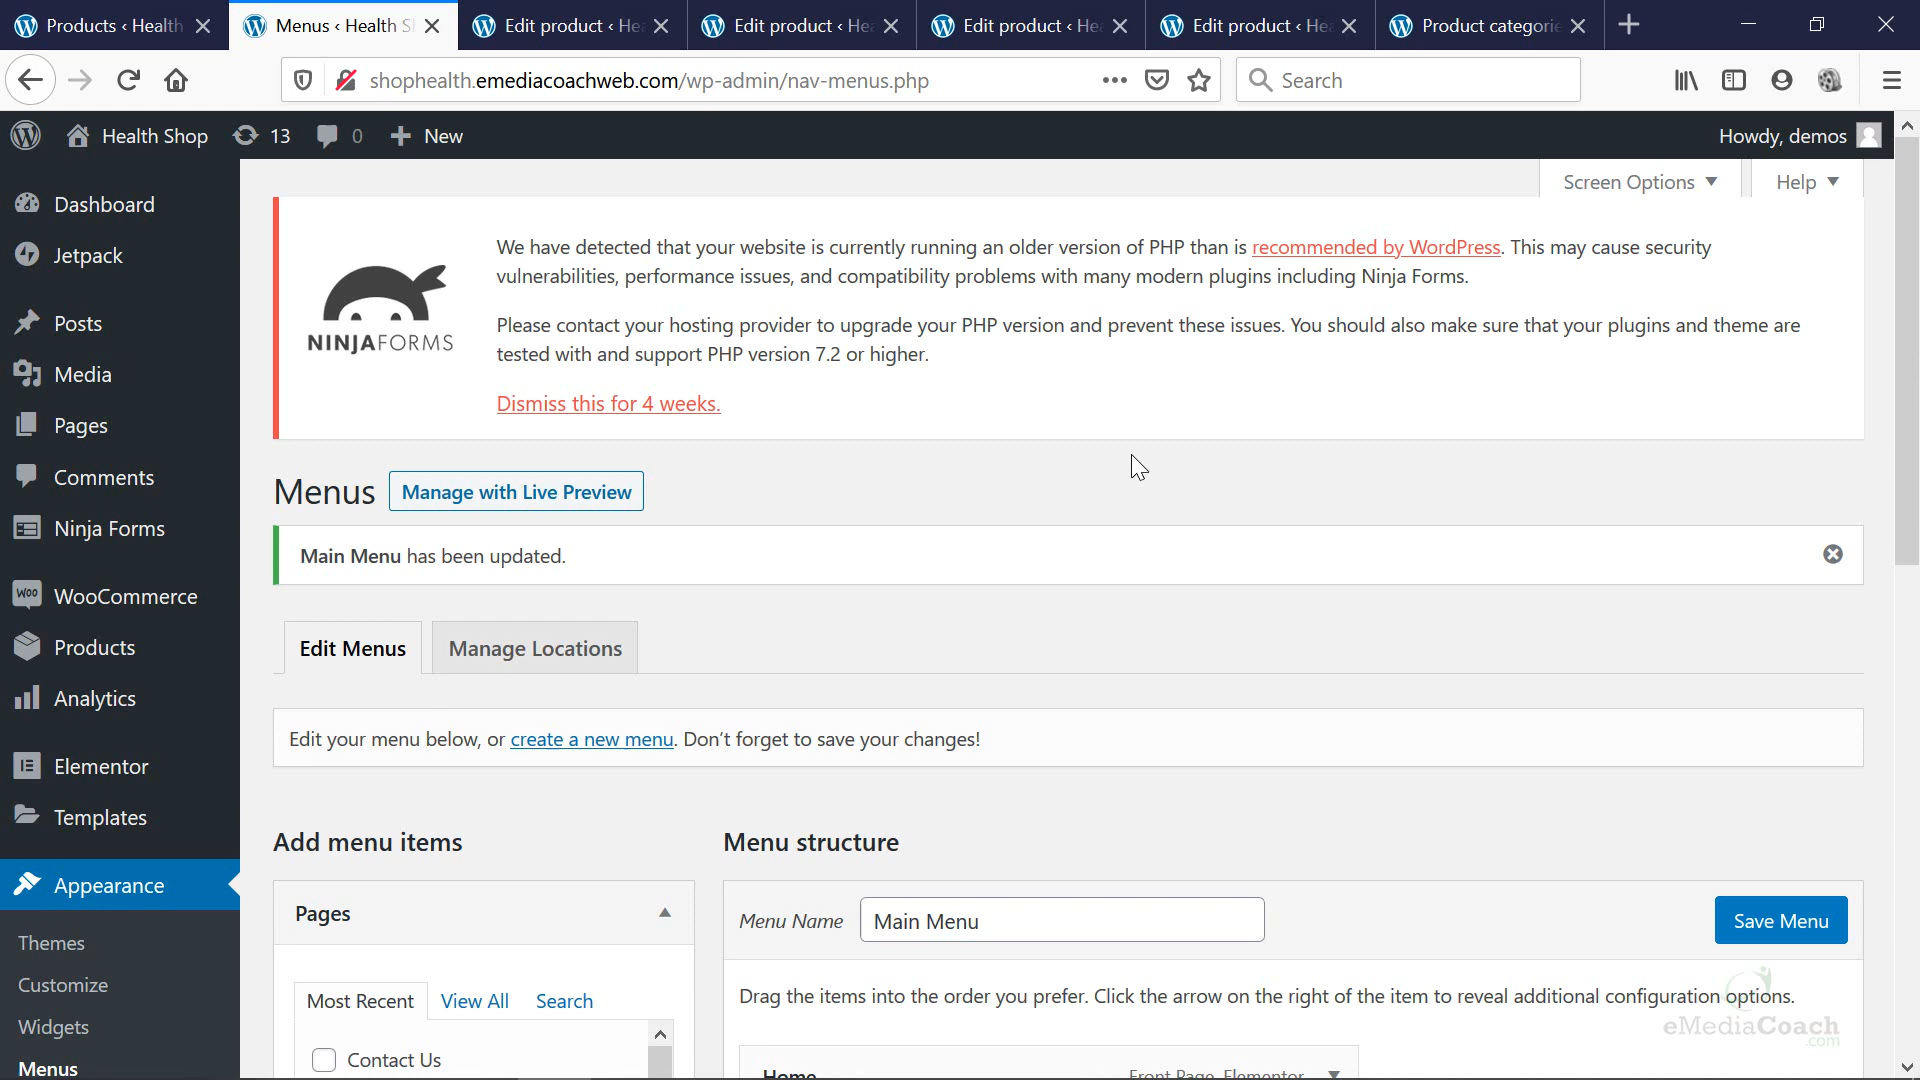 Products ‹ Health
Menus ‹ Health S
Edit product ‹ He
Edit product ‹ He
Edit product ‹ He
Edit product ‹ He
Product categorie
shophealth.emediacoachweb.com/wp-admin/nav-menus.php
Search
Health Shop
13
0
New
Howdy, demos
Screen Options
Help
Dashboard
Jetpack
Posts
Media
Pages
Comments
Ninja Forms
WOO
WooCommerce
Products
Analytics
Elementor
Templates
Appearance
Themes
Customize
Widgets
Menus
NINJAFORMS
We have detected that your website is currently running an older version of PHP than is recommended by WordPress. This may cause security
vulnerabilities, performance issues, and compatibility problems with many modern plugins including Ninja Forms.
Please contact your hosting provider to upgrade your PHP version and prevent these issues. You should also make sure that your plugins and theme are
tested with and support PHP version 7.2 or higher.
Dismiss this for 4 weeks.
Menus
Manage with Live Preview
Main Menu has been updated.
Edit Menus
Manage Locations
Edit your menu below, or create a new menu. Don't forget to save your changes!
Add menu items
Menu structure
Pages
Menu Name
Main Menu
Save Menu
Most Recent
View All
Search
Contact Us
Drag the items into the order you prefer. Click the arrow on the right of the item to reveal additional configuration options.
eMediaCoach
.com
Home
Front Page, Elementor